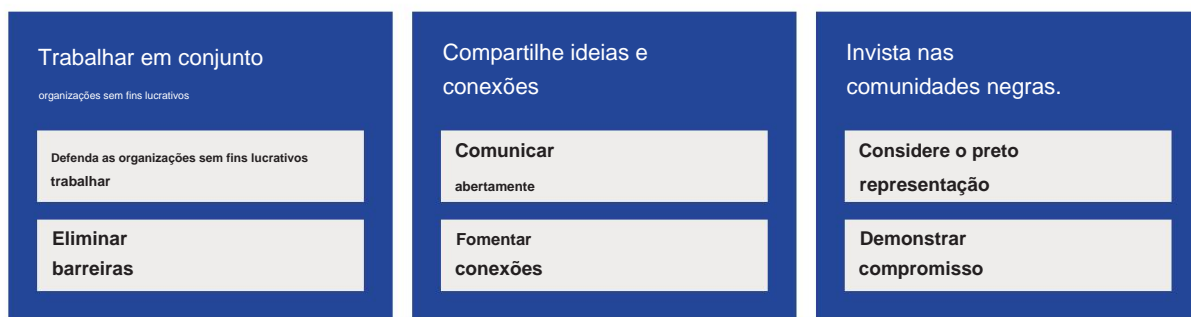 Trabalhar em conjunto
organizações sem fins lucrativos
Defenda as organizações sem fins lucrativos
trabalhar
Eliminar
barreiras
Compartilhe ideias e
conexões
Comunicar
abertamente
Fomentar
conexões
Invista nas
comunidades negras.
Considere o preto
representação
Demonstrar
compromisso